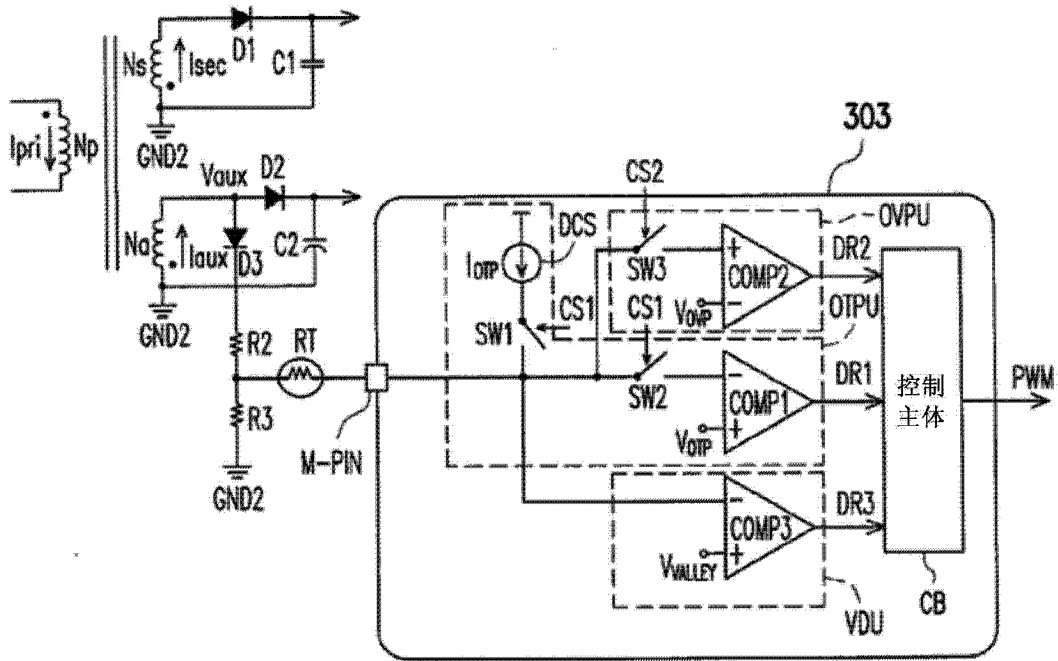 Ns
Isec
D1
C1
GND2
Ipri
Np
Vaux
D2
Na
Iaux
D3
C2
GND2
R2
RT
R3
GND2
M-PIN
303
CS2
DCS
OVPU
IOTP
SW3
COMP2
DR2
VOVP
SW1
CS1
CS1
OTPU
SW2
COMP1
DR1
VOTP
控制
主体
PWM
COMP3
DR3
VVALLEY
VDU
CB